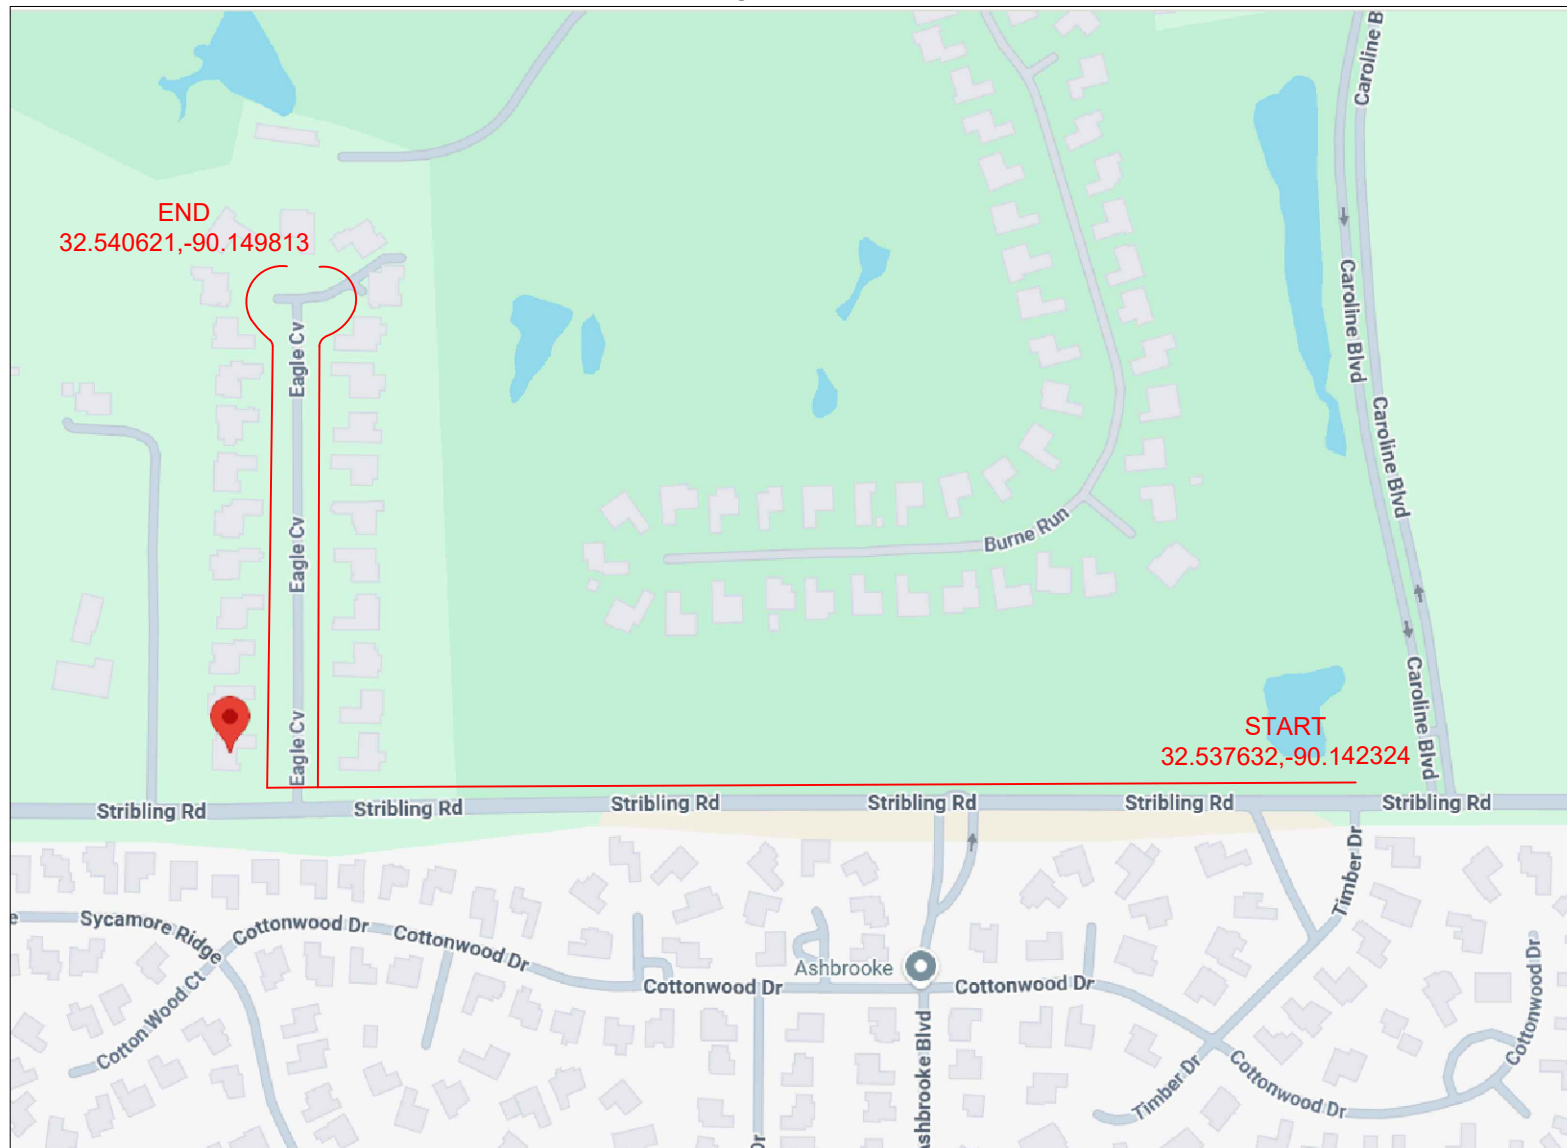 Caroline B
Caroline
END
32.540621,-90.149813
Caroline Blvd
Eagle Cv
Caroline Blvd
Eagle Cv
Burne Run
Caroline Blvd
Eagle Cv
START
32.537632,-90.142324
Stribling Rd
Stribling Rd
Stribling Rd
Stribling Rd
Stribling Rd
Stribling Rd
Timber Dr
e
Sycamore Ridge
Cottonwood Dr
Cottonwood Dr
Cottonwood Dr
Cotton Wood Ct
Ashbrooke
Cottonwood Dr
Cottonwood Dr
Ashbrooke Blvd
Timber Dr
Cottonwood Dr
Dr